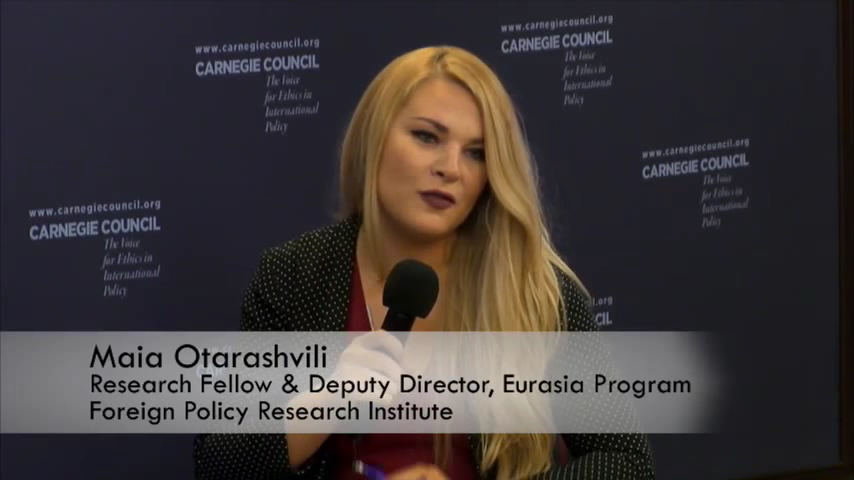 www.carnegiecouncil.org
CARNEGIE COUNCIL
The Voice
for Ethics in
International
Policy
www.carnegiecouncil.org
CARNEGIE COUNCIL
The Voice
for Ethics in
International
Policy
www.carnegiecouncil.org
CARNEGIE COUNCIL
The Voice
for Ethics in
International
Policy
www.carnegiecouncil.org
CARNEGIE COUNCIL
The Voice
for Ethics in
International
Policy
.org
CIL
Maia Otarashvili
Research Fellow & Deputy Director, Eurasia Program
Foreign Policy Research Institute